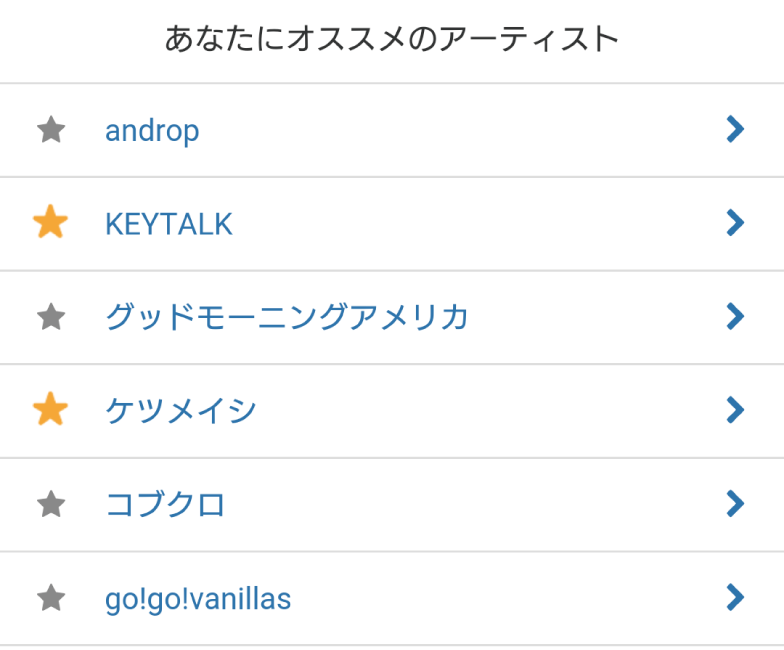 あなたにオススメのアーティスト
androp
KEYTALK
グッドモーニングアメリカ
ケツメイシ
コブクロ
go!go!vanillas